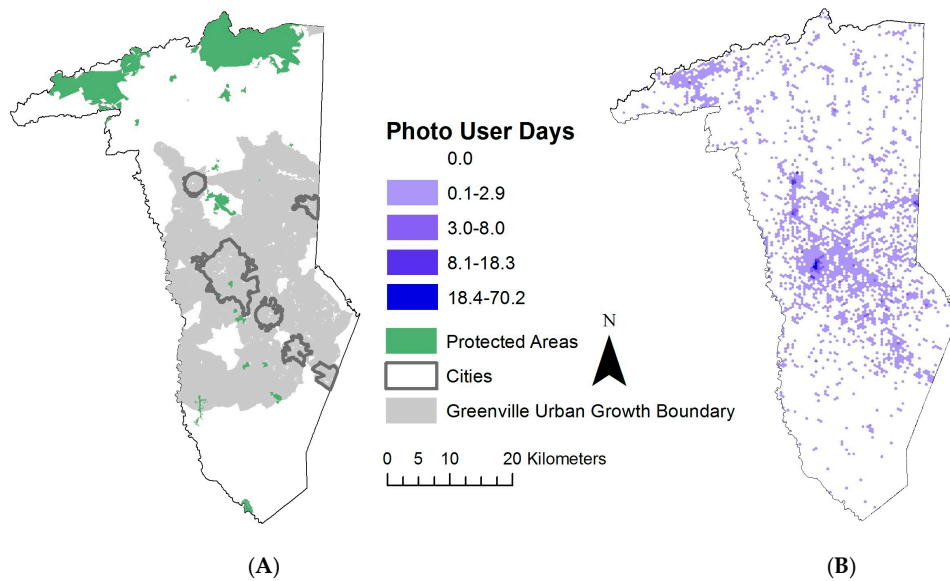 Photo User Days
0.0
0.1-2.9
3.0-8.0
8.1-18.3
18.4-70.2
Protected Areas
Cities
Greenville Urban Growth Boundary
N
0 5 10 20 Kilometers
(A)
(B)